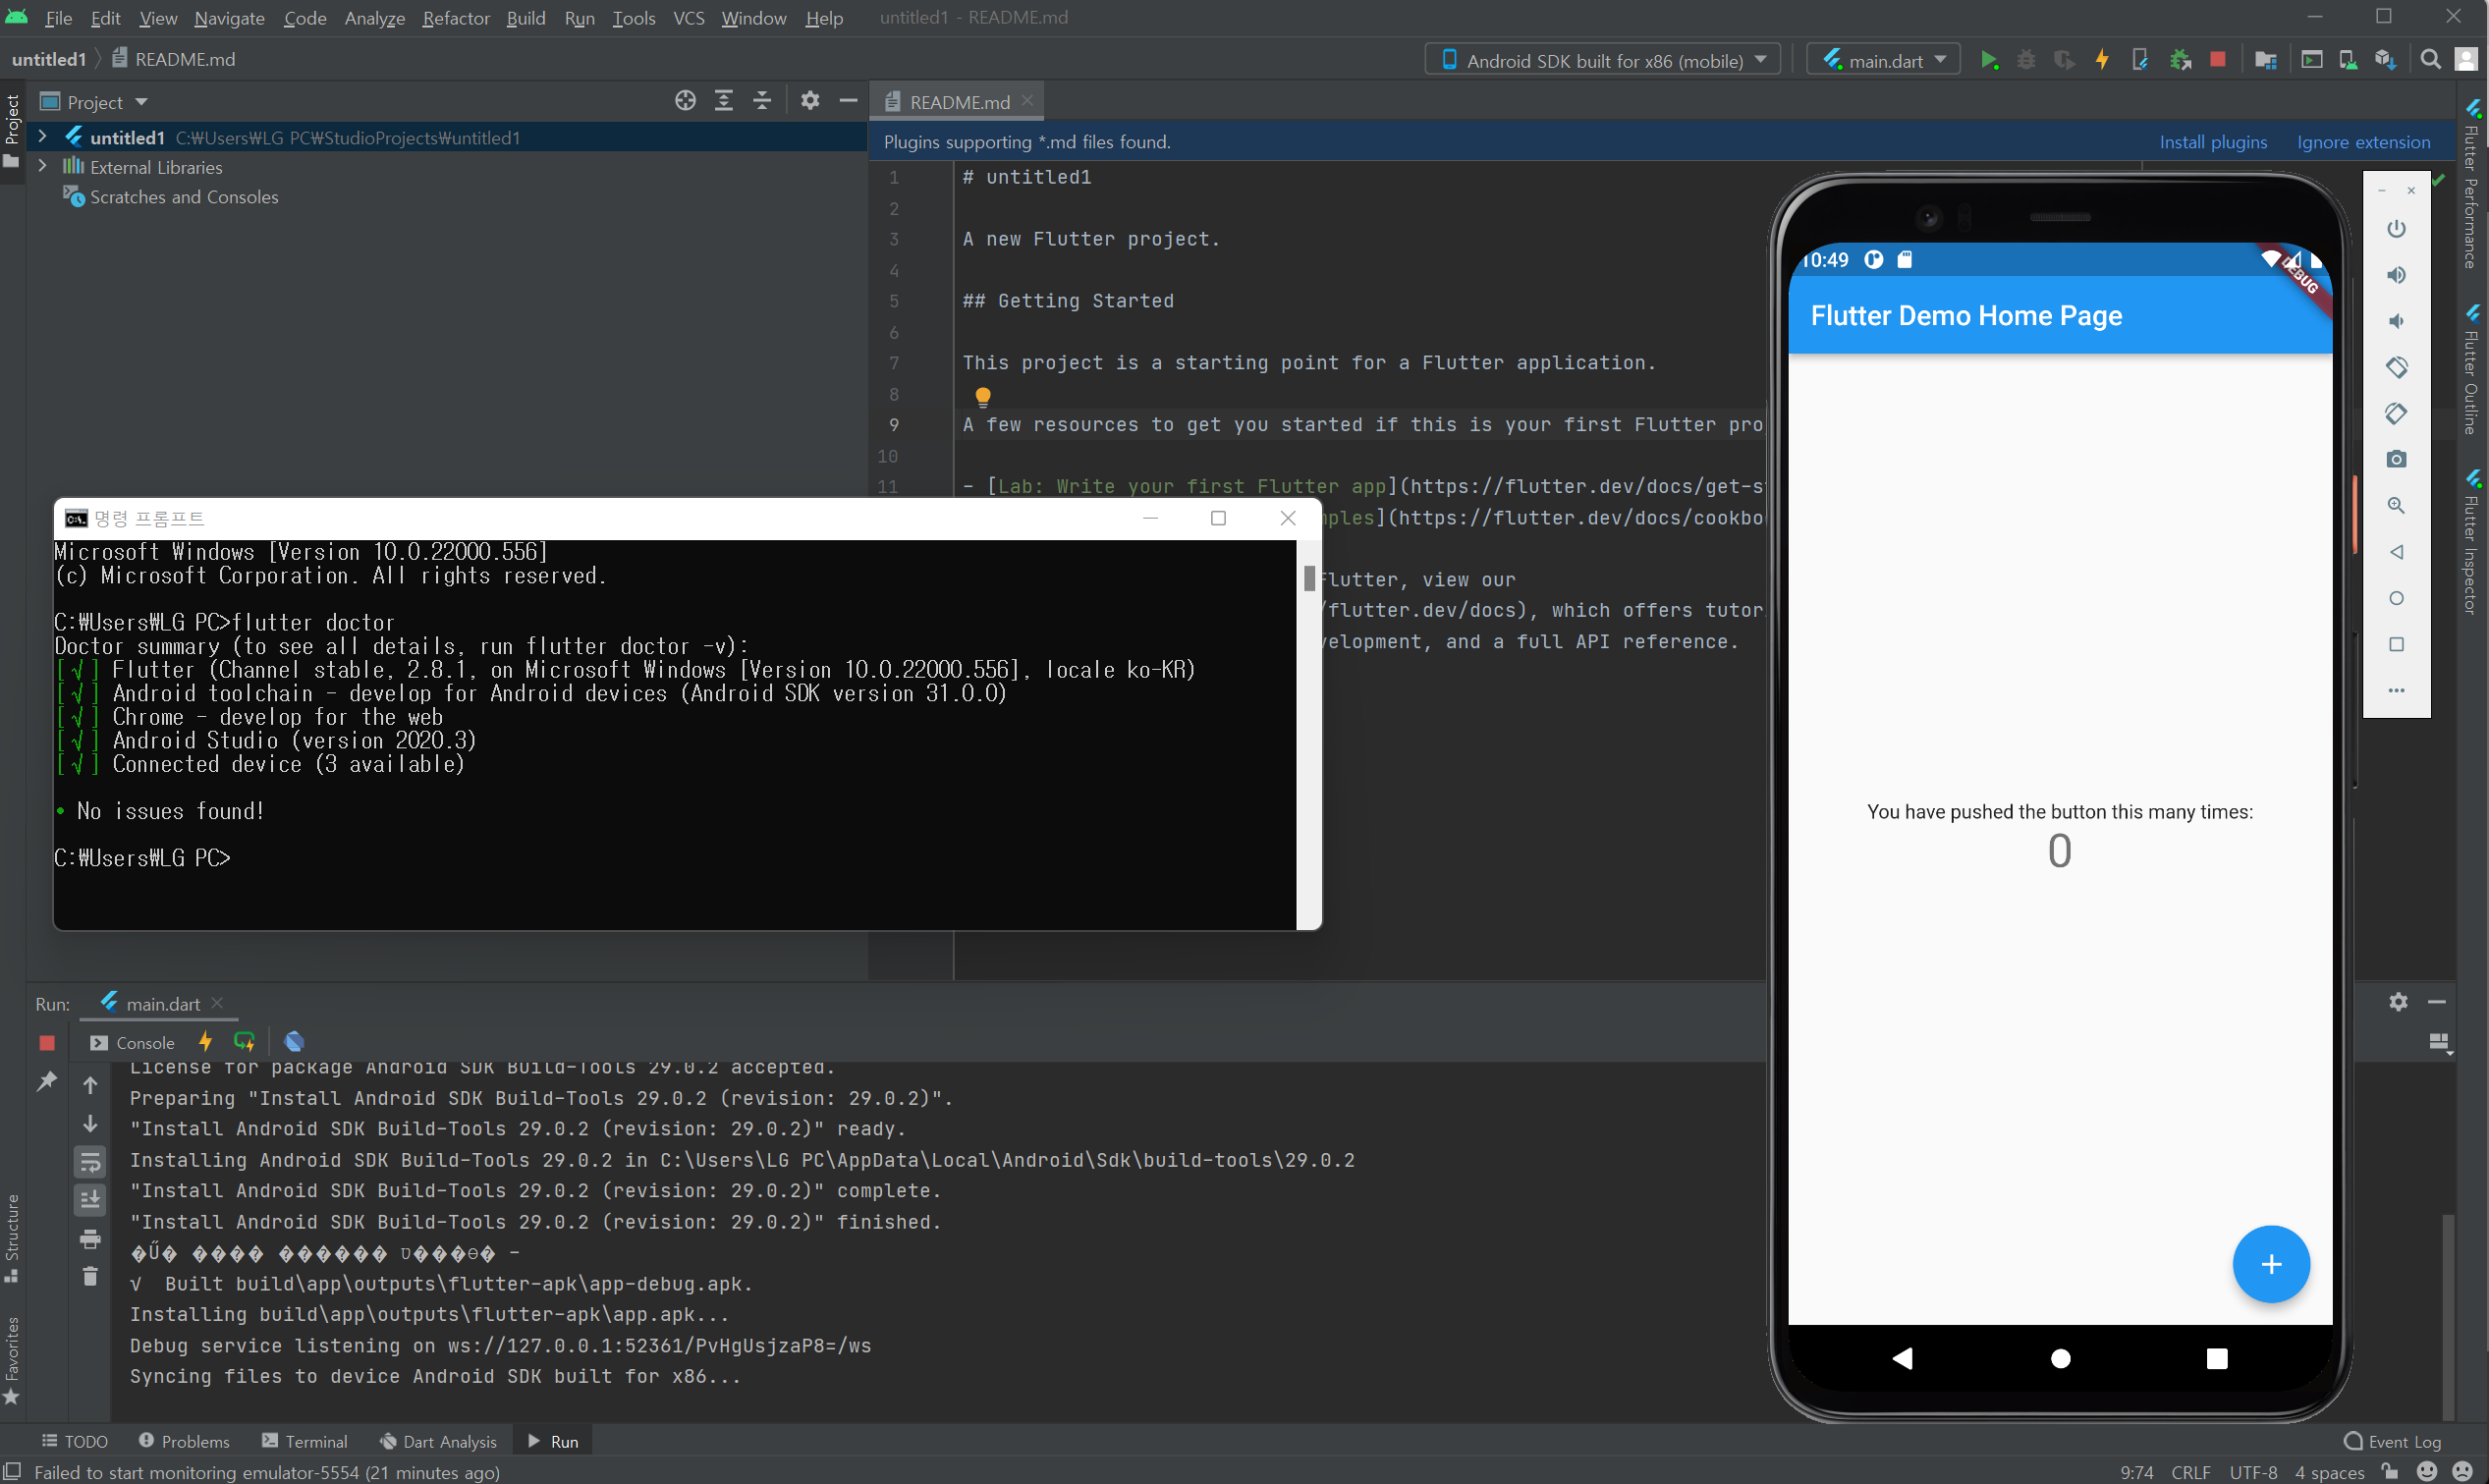 File Edit View Navigate Code Analyze Refactor Build Run Tools VCS Window Help untitled1 - README.md
untitled1 README.md
Android SDK built for x86 (mobile) main.dart
Project
Project
README.md
untitled1 C:₩Users₩LG PC₩StudioProjects₩untitled1
External Libraries
Scratches and Consoles
Plugins supporting *.md files found. Install plugins Ignore extension
1 # untitled1
2
3 A new Flutter project.
4
5 ## Getting Started
6
7 This project is a starting point for a Flutter application.
8
9 A few resources to get you started if this is your first Flutter pro
10
11 - [Lab: Write your first Flutter app](https://flutter.dev/docs/get-s
ples](https://flutter.dev/docs/cookbo
Flutter, view our
/flutter.dev/docs), which offers tutor
velopment, and a full API reference.
명령 프롬프트
Microsoft Windows [Version 10.0.22000.556]
(c) Microsoft Corporation. All rights reserved.
C:₩Users₩LG PC>flutter doctor
Doctor summary (to see all details, run flutter doctor -v):
[√] Flutter (Channel stable, 2.8.1, on Microsoft Windows [Version 10.0.22000.556], locale ko-KR)
[√] Android toolchain - develop for Android devices (Android SDK version 31.0.0)
[√] Chrome - develop for the web
[√] Android Studio (version 2020.3)
[√] Connected device (3 available)
• No issues found!
C:₩Users₩LG PC>
10:49
DEBUG
Flutter Demo Home Page
You have pushed the button this many times:
0
+
Flutter Performance
Flutter Outline
Flutter Inspector
Run: main.dart
Console
License for package Android SDK Build-Tools 29.0.2 accepted.
Preparing "Install Android SDK Build-Tools 29.0.2 (revision: 29.0.2)".
"Install Android SDK Build-Tools 29.0.2 (revision: 29.0.2)" ready.
Installing Android SDK Build-Tools 29.0.2 in C:\Users\LG PC\AppData\Local\Android\Sdk\build-tools\29.0.2
"Install Android SDK Build-Tools 29.0.2 (revision: 29.0.2)" complete.
"Install Android SDK Build-Tools 29.0.2 (revision: 29.0.2)" finished.
√ Built build\app\outputs\flutter-apk\app-debug.apk.
Installing build\app\outputs\flutter-apk\app.apk...
Debug service listening on ws://127.0.0.1:52361/PvHgUsjzaP8=/ws
Syncing files to device Android SDK built for x86...
Structure
Favorites
TODO Problems Terminal Dart Analysis Run Event Log
Failed to start monitoring emulator-5554 (21 minutes ago) 9:74 CRLF UTF-8 4 spaces